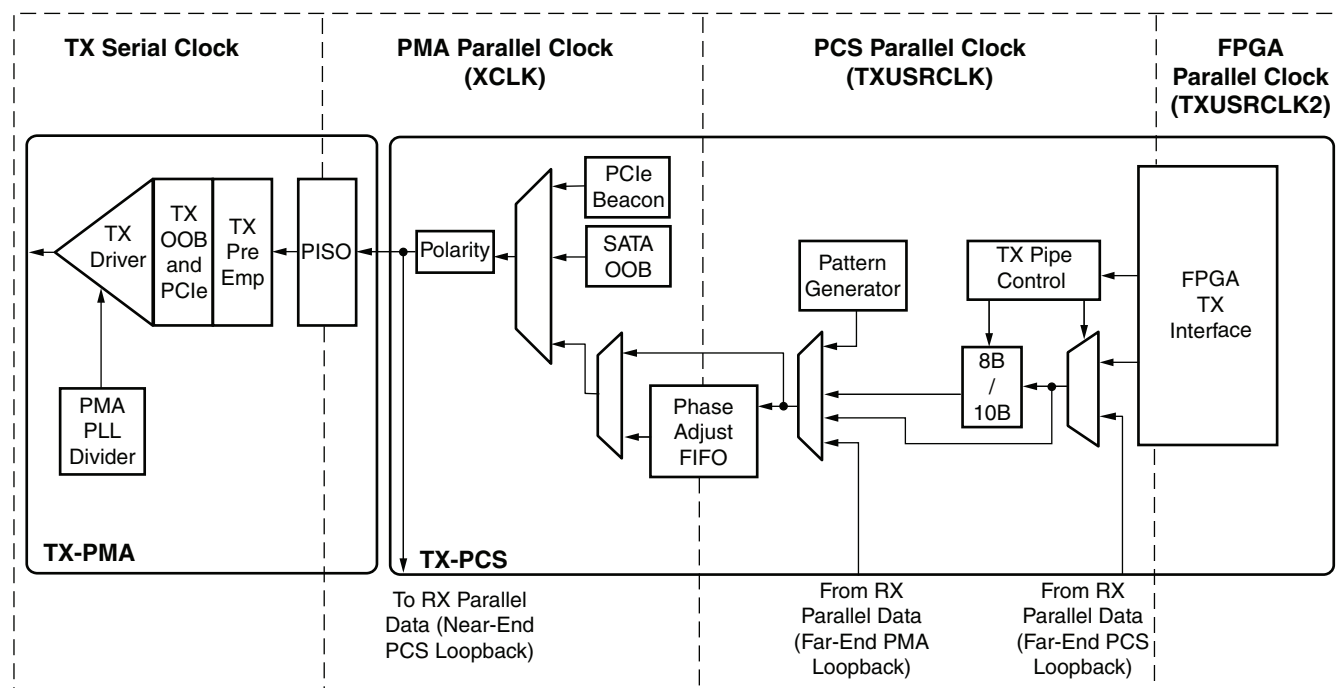 TX Serial Clock
PMA Parallel Clock
(XCLK)
PCS Parallel Clock
(TXUSRCLK)
FPGA
Parallel Clock
(TXUSRCLK2)
TX
Driver
TX
OOB
and
PCIe
TX
Pre
Emp
PISO
Polarity
PCIe
Beacon
SATA
OOB
Pattern
Generator
TX Pipe
Control
FPGA
TX
Interface
8B
/
10B
Phase
Adjust
FIFO
PMA
PLL
Divider
TX-PMA
TX-PCS
To RX Parallel
Data (Near-End
PCS Loopback)
From RX
Parallel Data
(Far-End PMA
Loopback)
From RX
Parallel Data
(Far-End PCS
Loopback)